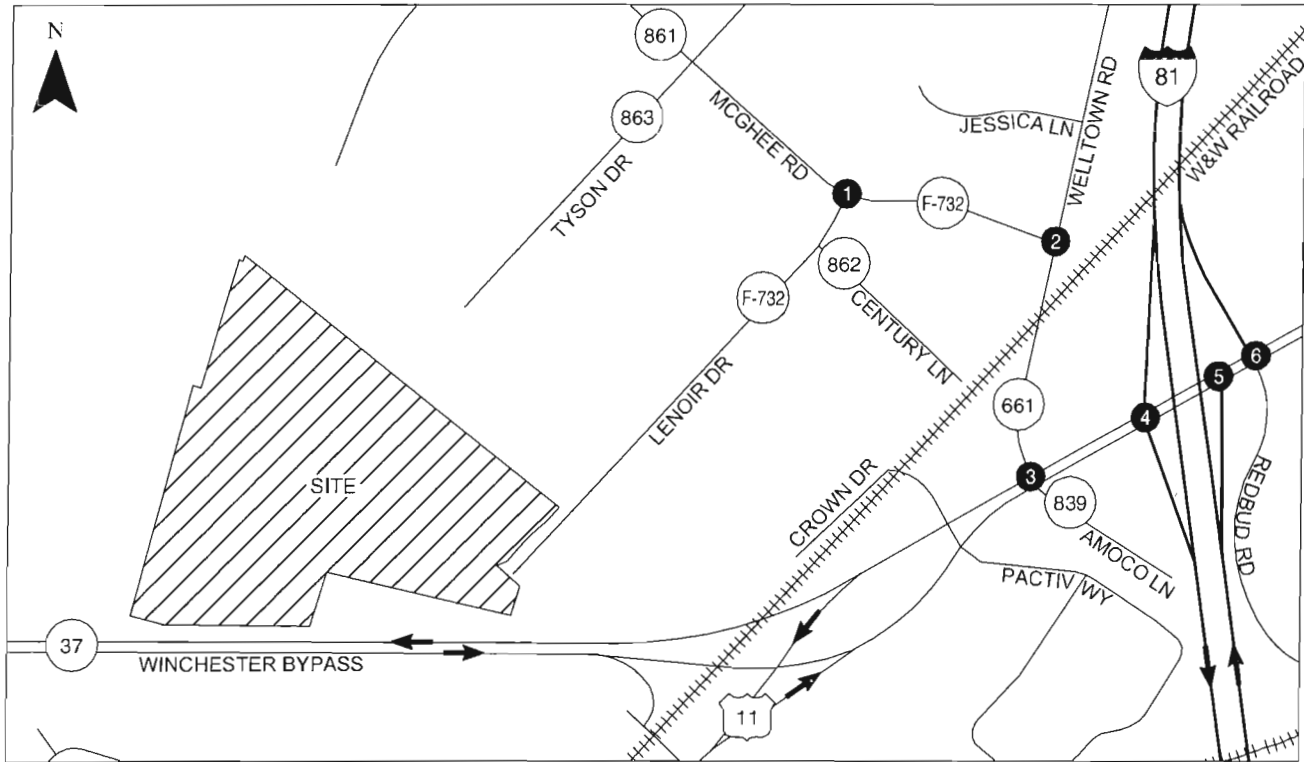 N
861
81
MCGHEE RD
WELLTOWN RD
W&W RAILROAD
863
JESSICA LN
TYSON DR
1
F-732
2
862
F-732
CENTURY LN
LENOIR DR
6
5
661
4
SITE
CROWN DR
3
839
REDBUD RD
AMOCO LN
PACTIV WY
37
WINCHESTER BYPASS
11